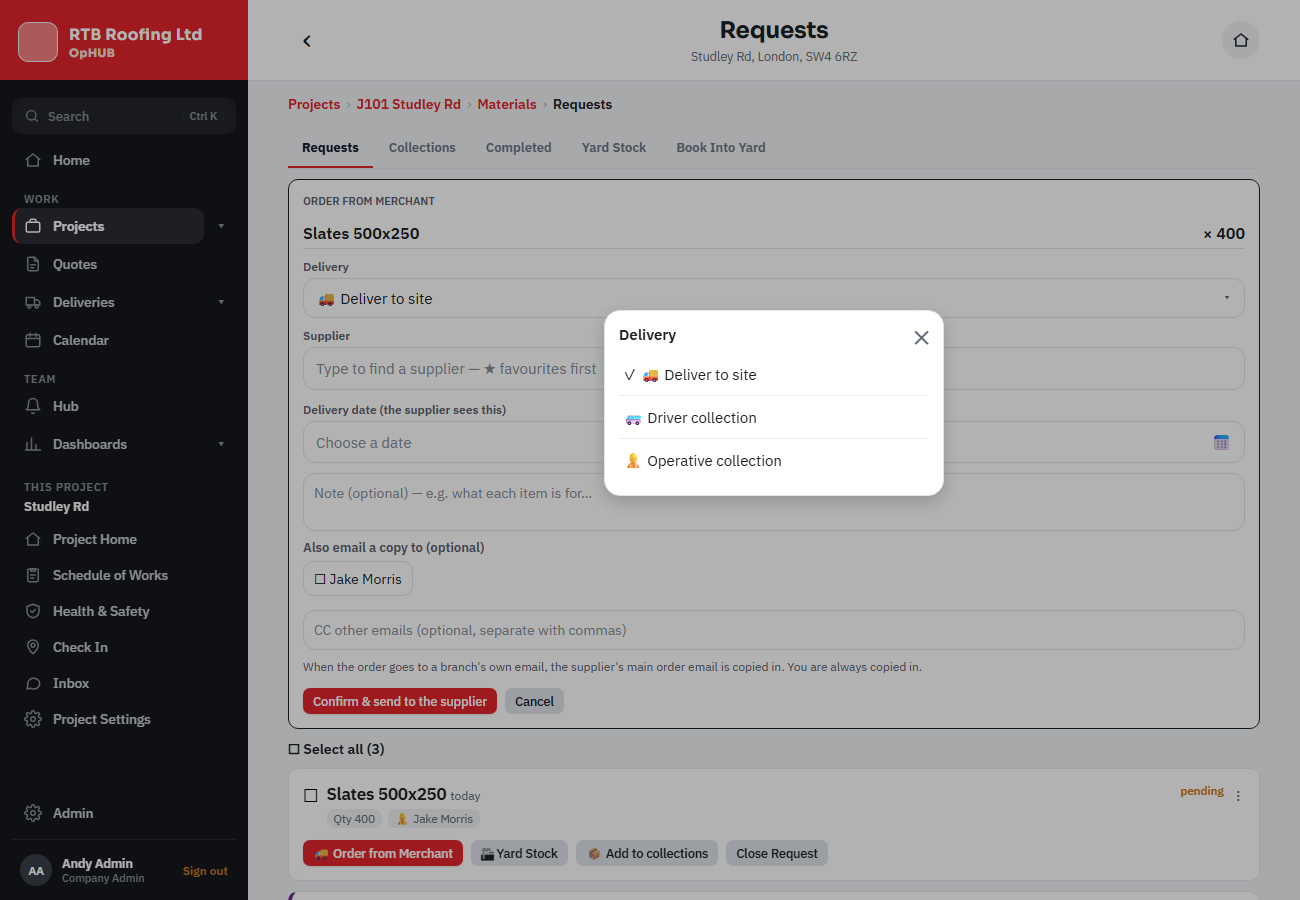 RTB Roofing Ltd
OpHUB
Search
Ctrl K
Home
WORK
Projects
Quotes
Deliveries
Calendar
TEAM
Hub
Dashboards
THIS PROJECT
Studley Rd
Project Home
Schedule of Works
Health & Safety
Check In
Inbox
Project Settings
Admin
AA
Andy Admin
Company Admin
Sign out
Requests
Studley Rd, London, SW4 6RZ
Projects › J101 Studley Rd › Materials › Requests
Requests Collections Completed Yard Stock Book Into Yard
ORDER FROM MERCHANT
Slates 500x250 × 400
Delivery
🚚 Deliver to site
Supplier
Type to find a supplier — ★ favourites first
Delivery date (the supplier sees this)
Choose a date
Note (optional) — e.g. what each item is for...
Also email a copy to (optional)
☐ Jake Morris
CC other emails (optional, separate with commas)
When the order goes to a branch's own email, the supplier's main order email is copied in. You are always copied in.
Confirm & send to the supplier Cancel
Delivery
✓ 🚚 Deliver to site
Driver collection
Operative collection
☐ Select all (3)
Slates 500x250 today
pending
Qty 400
Jake Morris
Order from Merchant Yard Stock Add to collections Close Request